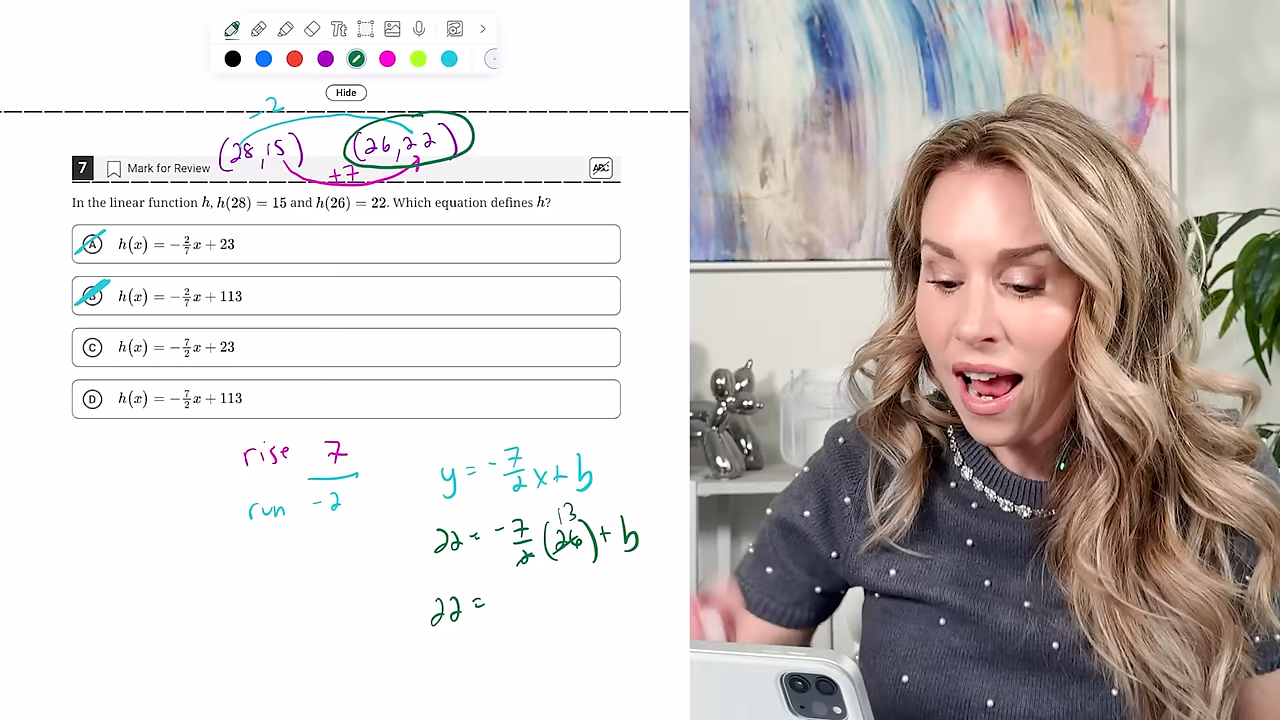 Tt
Hide
-2
(28,15) (26,22)
+7
7 Mark for Review ABC
In the linear function h, h(28) = 15 and h(26) = 22. Which equation defines h?
A h(x) = -2/7x + 23
B h(x) = -2/7x + 113
C h(x) = -7/2x + 23
D h(x) = -7/2x + 113
rise 7
run -2
y = -7/2x + b
13
22 = -7/2(26) + b
22 =